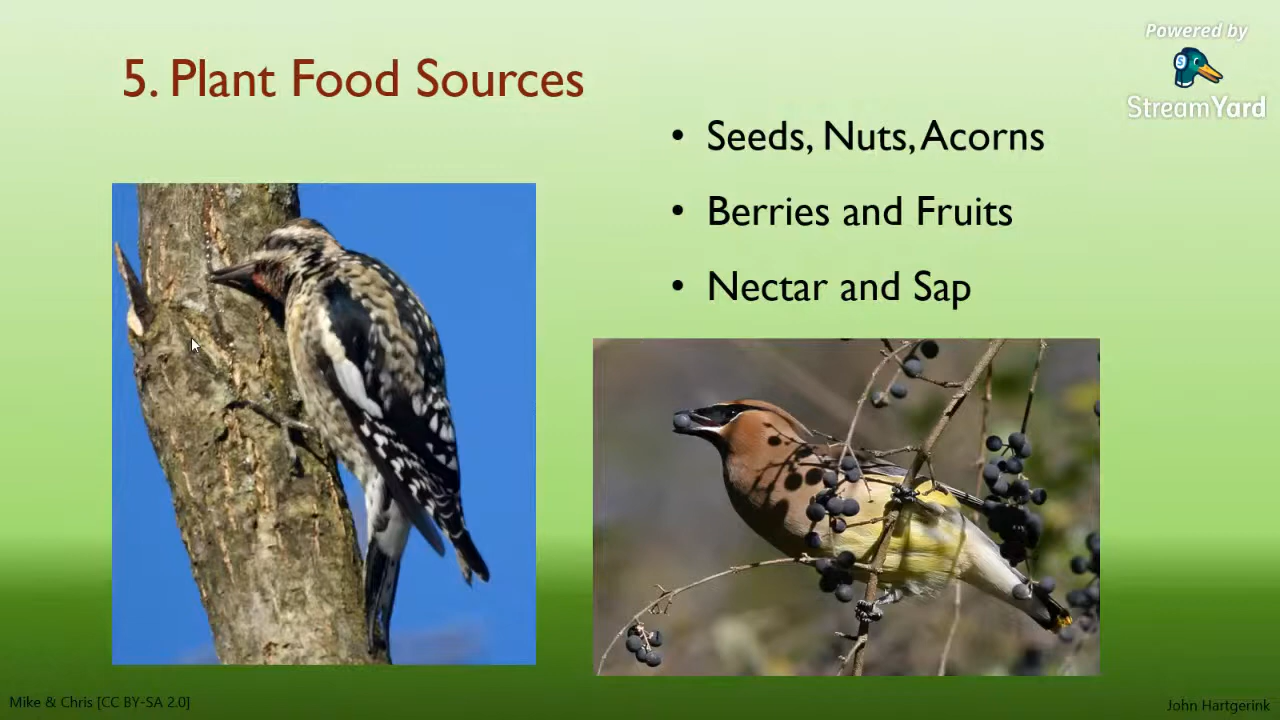 Powered by
StreamYard
5. Plant Food Sources
• Seeds, Nuts, Acorns
• Berries and Fruits
• Nectar and Sap
Mike & Chris [CC BY-SA 2.0]
John Hartgerink